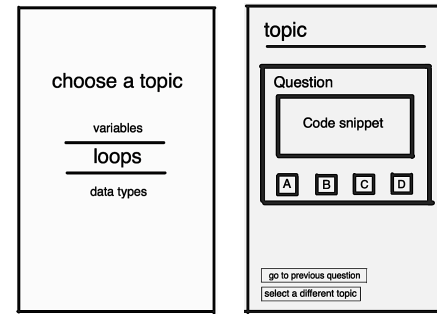 choose a topic
variables
loops
data types
topic
Question
Code snippet
A B C D
go to previous question
select a different topic